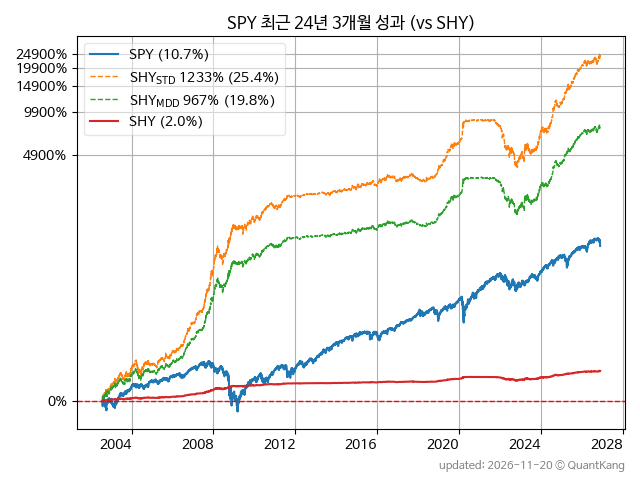 SPY 최근 24년 3개월 성과 (vs SHY)
SPY (10.7%)
SHY_STD 1233% (25.4%)
SHY_MDD 967% (19.8%)
SHY (2.0%)
24900%
19900%
14900%
9900%
4900%
0%
2004 2008 2012 2016 2020 2024 2028
updated: 2026-11-20 © QuantKang